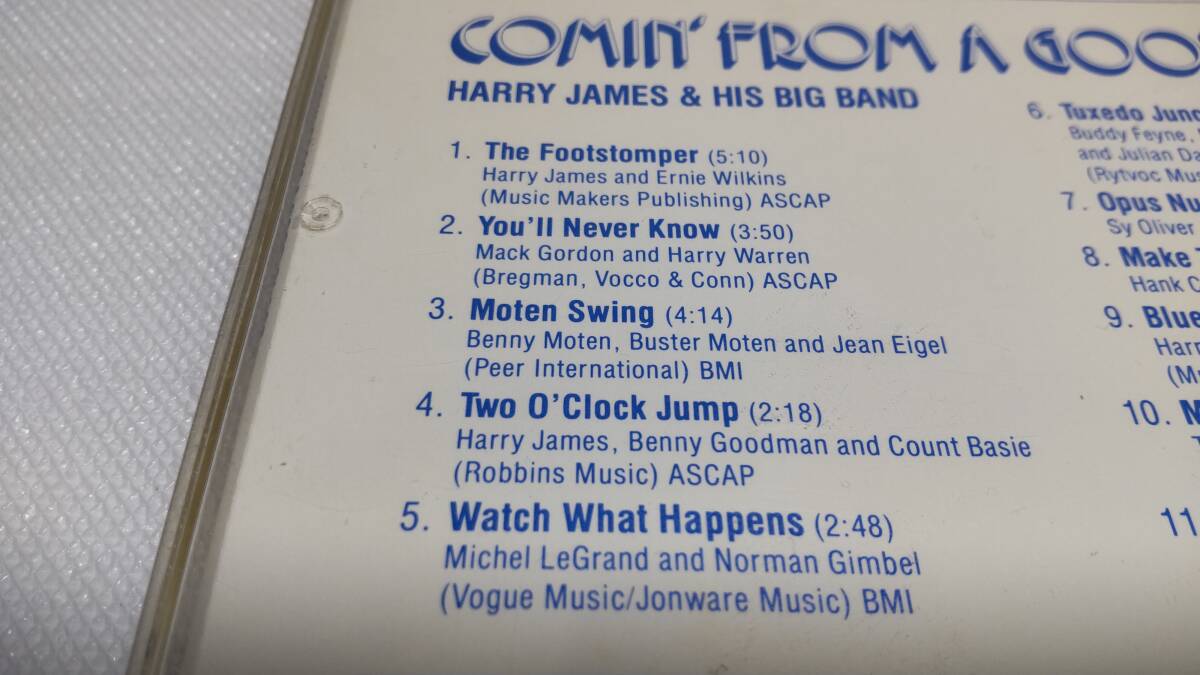 COMIN' FROM A
HARRY JAMES & HIS BIG BAND
1. The Footstomper (5:10)
Harry James and Ernie Wilkins
(Music Makers Publishing) ASCAP
2. You'll Never Know (3:50)
Mack Gordon and Harry Warren
(Bregman, Vocco & Conn) ASCAP
3. Moten Swing (4:14)
Benny Moten, Buster Moten and Jean Eigel
(Peer International) BMI
4. Two O'Clock Jump (2:18)
Harry James, Benny Goodman and Count Basie
(Robbins Music) ASCAP
5. Watch What Happens (2:48)
Michel LeGrand and Norman Gimbel
(Vogue Music/Jonware Music) BMI
6. Tuxedo
Buddy Feyne,
and Julian
(Rytvoc
7. Opus
Sy Oliver
8. Make
Hank
9. Blue
10.
11